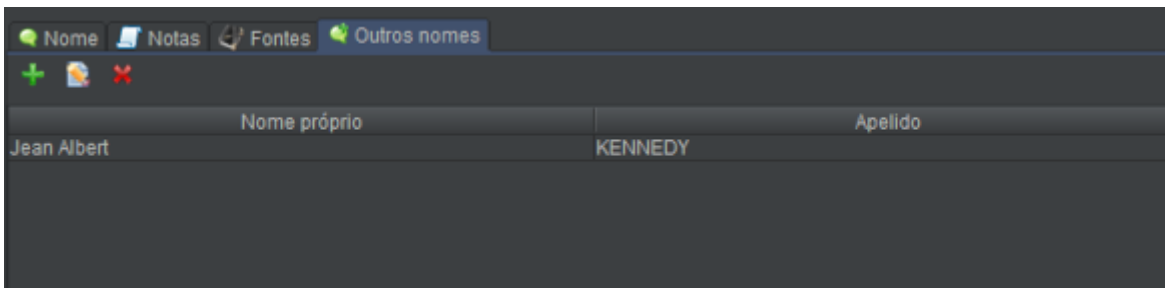 Nome Notas Fontes Outros nomes
Nome próprio Apelido
Jean Albert KENNEDY